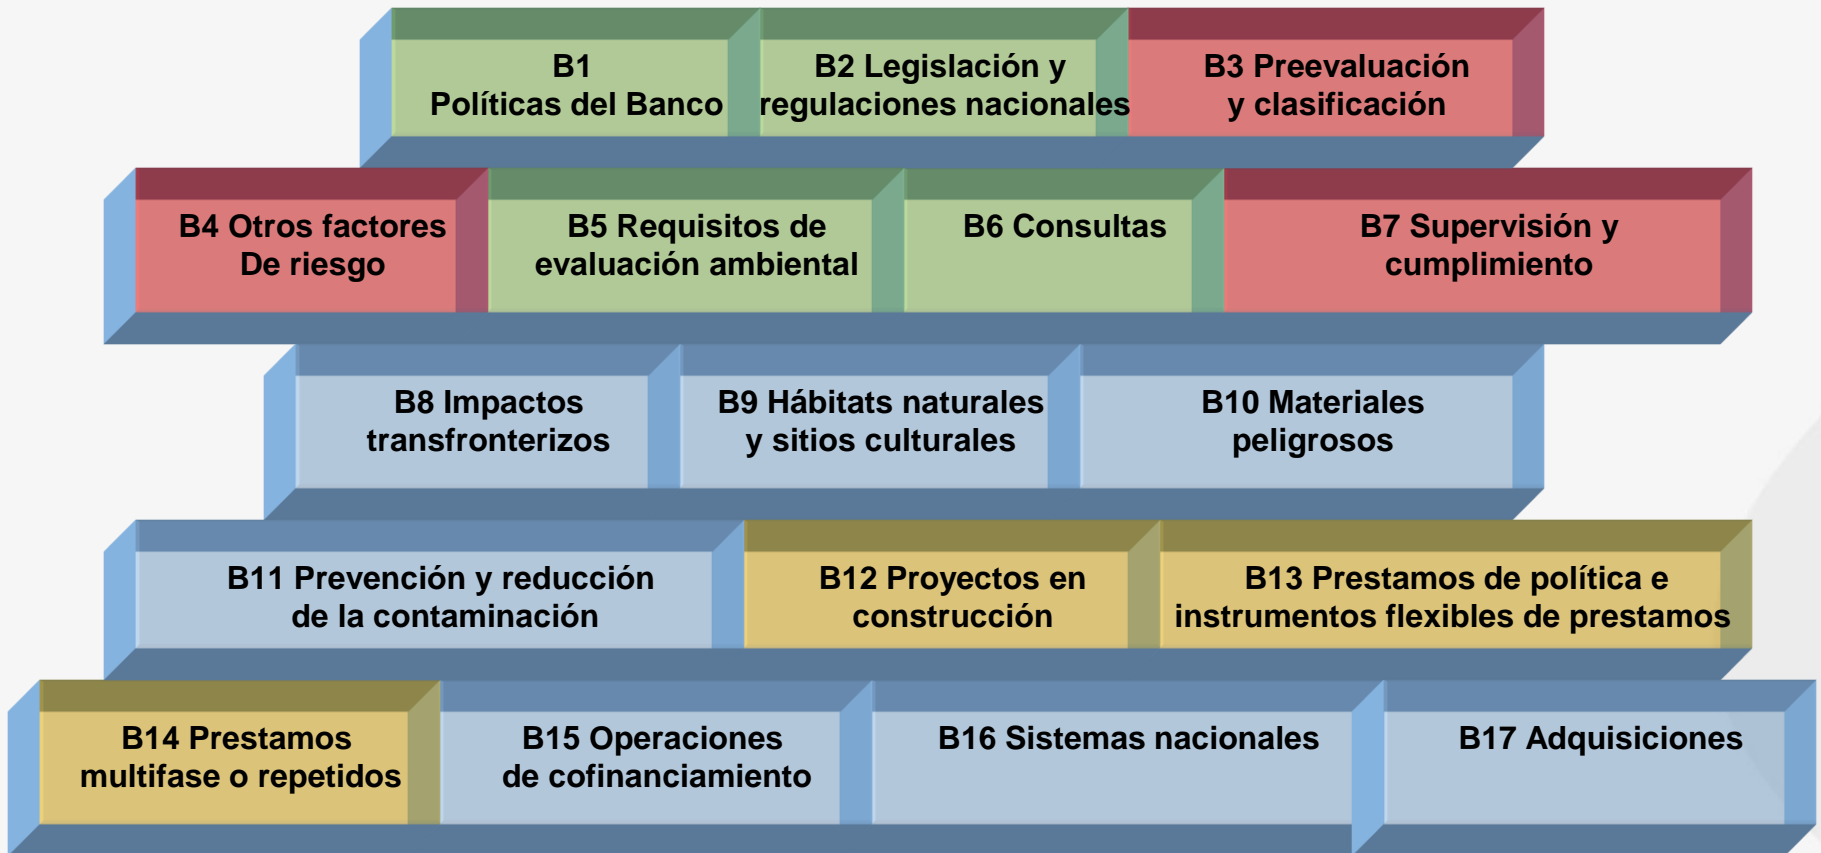 B1
Políticas del Banco
B2 Legislación y
regulaciones nacionales
B3 Preevaluación
y clasificación
B4 Otros factores
De riesgo
B5 Requisitos de
evaluación ambiental
B6 Consultas
B7 Supervisión y
cumplimiento
B8 Impactos
transfronterizos
B9 Hábitats naturales
y sitios culturales
B10 Materiales
peligrosos
B11 Prevención y reducción
de la contaminación
B12 Proyectos en
construcción
B13 Prestamos de política e
instrumentos flexibles de prestamos
B14 Prestamos
multifase o repetidos
B15 Operaciones
de cofinanciamiento
B16 Sistemas nacionales
B17 Adquisiciones